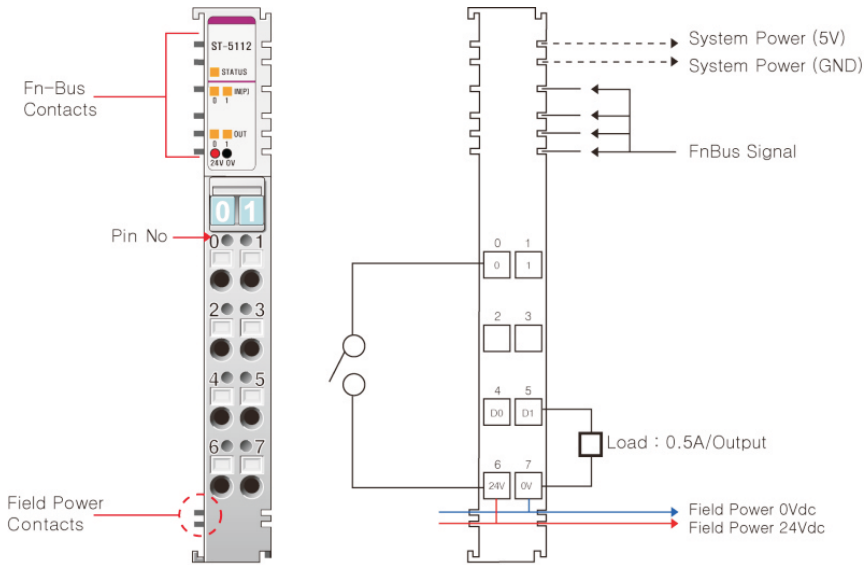 ST-5112
STATUS
IN(P)
0 1
OUT
0 1
24V 0V
Fn-Bus
Contacts
01
Pin No
0 1
2 3
4 5
6 7
Field Power
Contacts
System Power (5V)
System Power (GND)
FnBus Signal
0 1
0 1
2 3
4 5
D0 D1
Load : 0.5A/Output
6 7
24V 0V
Field Power 0Vdc
Field Power 24Vdc